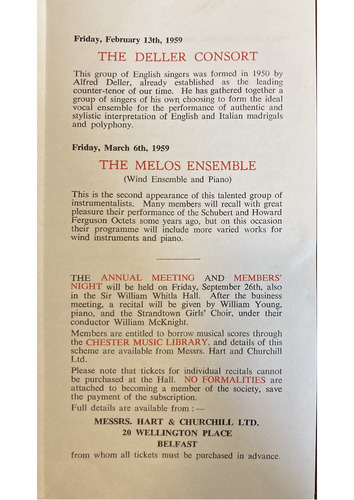 Friday, February 13th, 1959
THE DELLER CONSORT
This group of English singers was formed in 1950 by
Alfred Deller, already established as the leading
counter-tenor of our time. He has gathered together a
group of singers of his own choosing to form the ideal
vocal ensemble for the performance of authentic and
stylistic interpretation of English and Italian madrigals
and polyphony.
Friday, March 6th, 1959
THE MELOS ENSEMBLE
(Wind Ensemble and Piano)
This is the second appearance of this talented group of
instrumentalists. Many members will recall with great
pleasure their performance of the Schubert and Howard
Ferguson Octets some years ago, but on this occasion
their programme will include more varied works for
wind instruments and piano.
THE ANNUAL MEETING AND MEMBERS'
NIGHT will be held on Friday, September 26th, also
in the Sir William Whitla Hall. After the business
meeting, a recital will be given by William Young,
piano, and the Strandtown Girls' Choir, under their
conductor William McKnight.
Members are entitled to borrow musical scores through
the CHESTER MUSIC LIBRARY, and details of this
scheme are available from Messrs. Hart and Churchill
Ltd.
Please note that tickets for individual recitals cannot
be purchased at the Hall. NO FORMALITIES are
attached to becoming a member of the society, save
the payment of the subscription.
Full details are available from :—
MESSRS. HART & CHURCHILL LTD.
20 WELLINGTON PLACE
BELFAST
from whom all tickets must be purchased in advance.